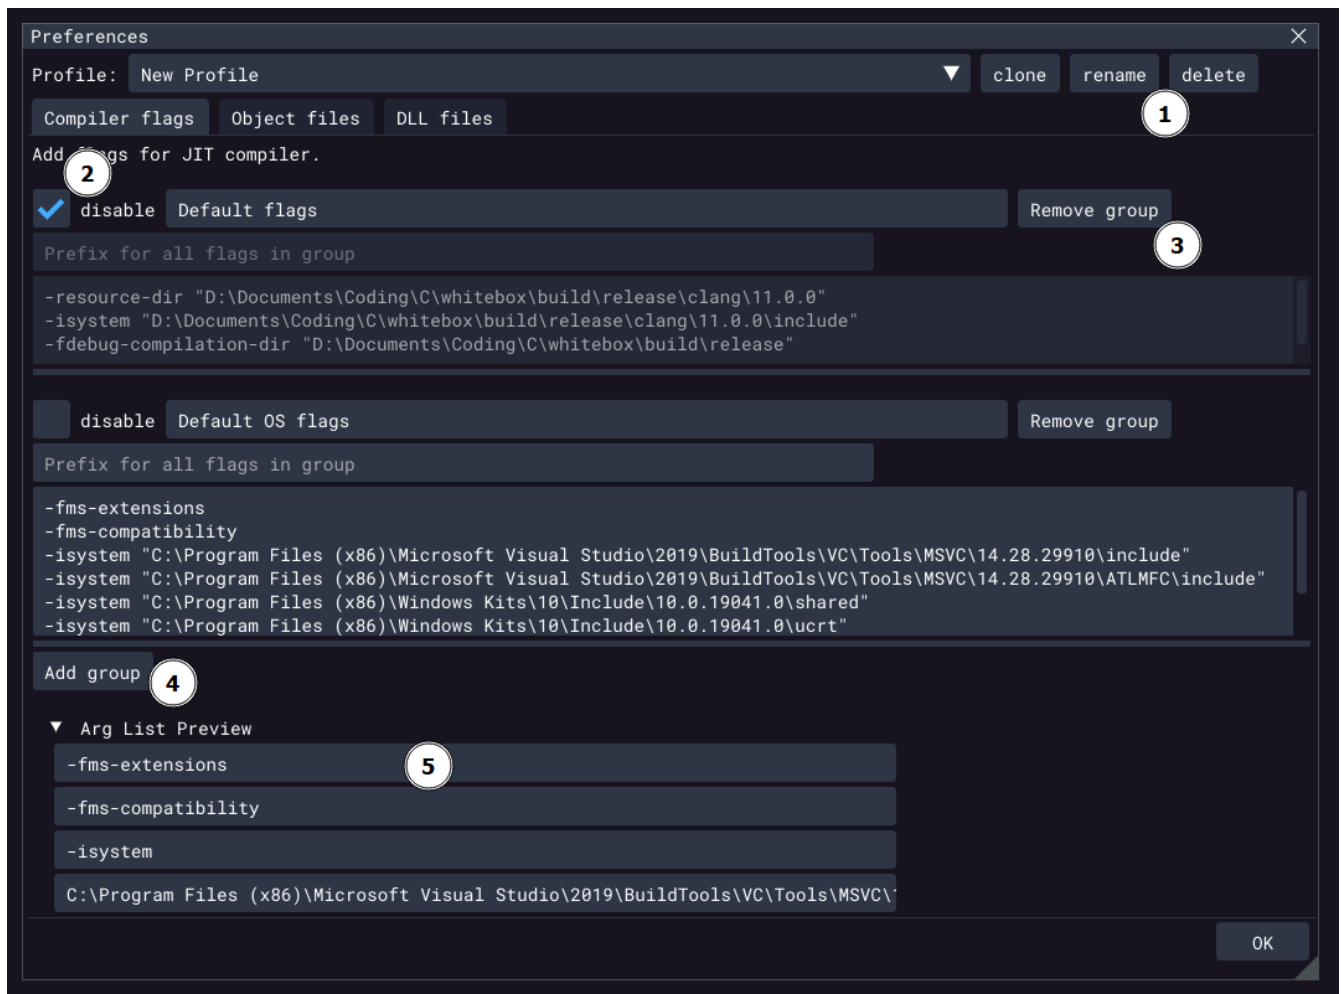 Preferences
Profile: New Profile clone rename delete
1
Compiler flags Object files DLL files
Add flags for JIT compiler.
2
disable Default flags Remove group
3
Prefix for all flags in group
-resource-dir "D:\Documents\Coding\C\whitebox\build\release\clang\11.0.0"
-isystem "D:\Documents\Coding\C\whitebox\build\release\clang\11.0.0\include"
-fdebug-compilation-dir "D:\Documents\Coding\C\whitebox\build\release"
disable Default OS flags Remove group
Prefix for all flags in group
-fms-extensions
-fms-compatibility
-isystem "C:\Program Files (x86)\Microsoft Visual Studio\2019\BuildTools\VC\Tools\MSVC\14.28.29910\include"
-isystem "C:\Program Files (x86)\Microsoft Visual Studio\2019\BuildTools\VC\Tools\MSVC\14.28.29910\ATLMFC\include"
-isystem "C:\Program Files (x86)\Windows Kits\10\Include\10.0.19041.0\shared"
-isystem "C:\Program Files (x86)\Windows Kits\10\Include\10.0.19041.0\ucrt"
Add group
4
Arg List Preview
-fms-extensions
5
-fms-compatibility
-isystem
C:\Program Files (x86)\Microsoft Visual Studio\2019\BuildTools\VC\Tools\MSVC\
OK